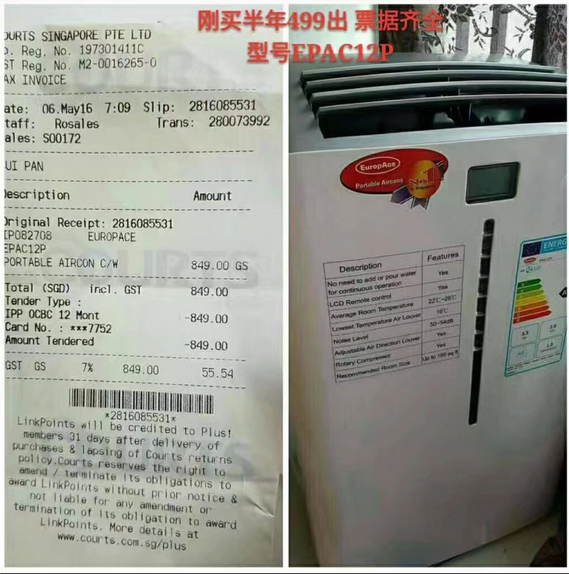 刚买半年499出 票据齐全
型号EPAC12P
OURTS SINGAPORE PTE LTD
o. Reg. No. 197301411C
ST Reg. No. M2-0016265-0
AX INVOICE
ate: 06.May16 7:09 Slip: 2816085531
taff: Rosales Trans: 280073992
ales: S00172
UI PAN
Description Amount
Original Receipt: 2816085531
IP082708 EUROPACE
EPAC12P
PORTABLE AIRCON C/W 849.00 GS
Total (SGD) incl. GST 849.00
Tender Type :
IPP OCBC 12 Mont -849.00
Card No. : ***7752
Amount Tendered -849.00
GST GS 7% 849.00 55.54
*2816085531*
LinkPoints will be credited to Plus!
members 31 days after delivery of
purchases & lapsing of Courts returns
policy.Courts reserves the right to
amend / terminate its obligations to
award LinkPoints without prior notice &
not liable for any amendment or
termination of its obligation to award
LinkPoints. More details at
www.courts.com.sg/plus
EuropAce
Portable Aircons
Description Features
No need to add or pour water for continuous operation Yes
LCD Remote control Yes
Average Room Temperature 22℃~26℃
Lowest Temperature Air Louver 10℃
Noise Level 50~54dB
Adjustable Air Direction Louver Yes
Rotary Compressor Yes
Recommended Room Size Up to 180 sq ft
ENERG